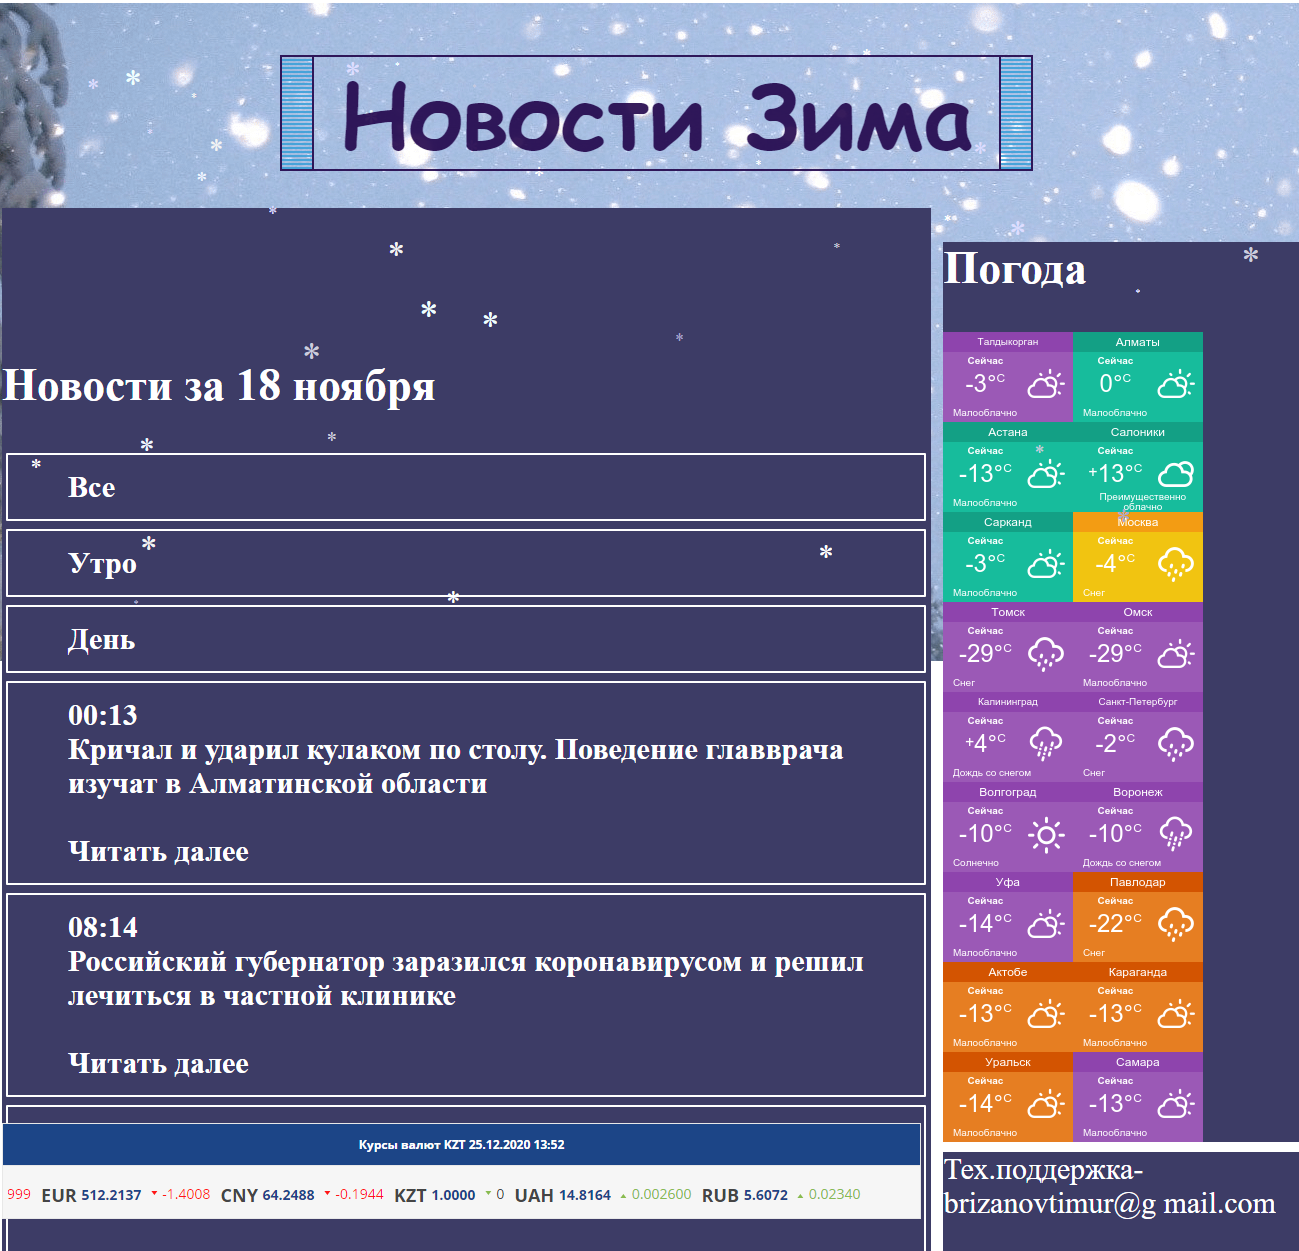 Новости Зима
Новости за 18 ноября
Все
Утро
День
00:13
Кричал и ударил кулаком по столу. Поведение главврача
изучат в Алматинской области
Читать далее
08:14
Российский губернатор заразился коронавирусом и решил
лечиться в частной клинике
Читать далее
Курсы валют KZT 25.12.2020 13:52
999 EUR 512.2137 -1.4008 CNY 64.2488 -0.1944 KZT 1.0000 0 UAH 14.8164 0.002600 RUB 5.6072 0.02340
Погода
Талдыкорган
Сейчас
-3°C
Малооблачно
Алматы
Сейчас
0°C
Малооблачно
Астана
Сейчас
-13°C
Малооблачно
Салоники
Сейчас
+13°C
Преимущественно
облачно
Сарканд
Сейчас
-3°C
Малооблачно
Москва
Сейчас
-4°C
Снег
Томск
Сейчас
-29°C
Снег
Омск
Сейчас
-29°C
Малооблачно
Калининград
Сейчас
+4°C
Дождь со снегом
Санкт-Петербург
Сейчас
-2°C
Снег
Волгоград
Сейчас
-10°C
Солнечно
Воронеж
Сейчас
-10°C
Дождь со снегом
Уфа
Сейчас
-14°C
Малооблачно
Павлодар
Сейчас
-22°C
Снег
Актобе
Сейчас
-13°C
Малооблачно
Караганда
Сейчас
-13°C
Малооблачно
Уральск
Сейчас
-14°C
Малооблачно
Самара
Сейчас
-13°C
Малооблачно
Тех.поддержка-
brizanovtimur@g mail.com